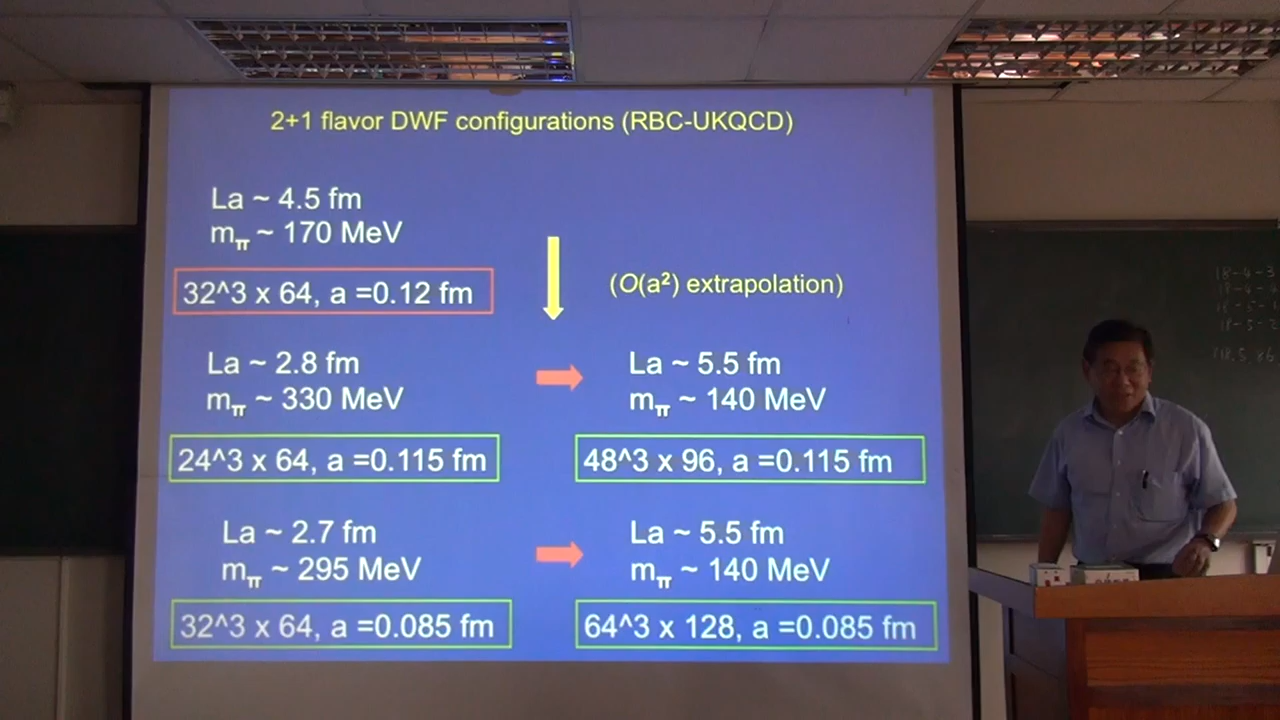 2+1 flavor DWF configurations (RBC-UKQCD)
La ~ 4.5 fm
mπ ~ 170 MeV
32^3 x 64, a =0.12 fm
(O(a²) extrapolation)
La ~ 2.8 fm
mπ ~ 330 MeV
24^3 x 64, a =0.115 fm
La ~ 5.5 fm
mπ ~ 140 MeV
48^3 x 96, a =0.115 fm
La ~ 2.7 fm
mπ ~ 295 MeV
32^3 x 64, a =0.085 fm
La ~ 5.5 fm
mπ ~ 140 MeV
64^3 x 128, a =0.085 fm